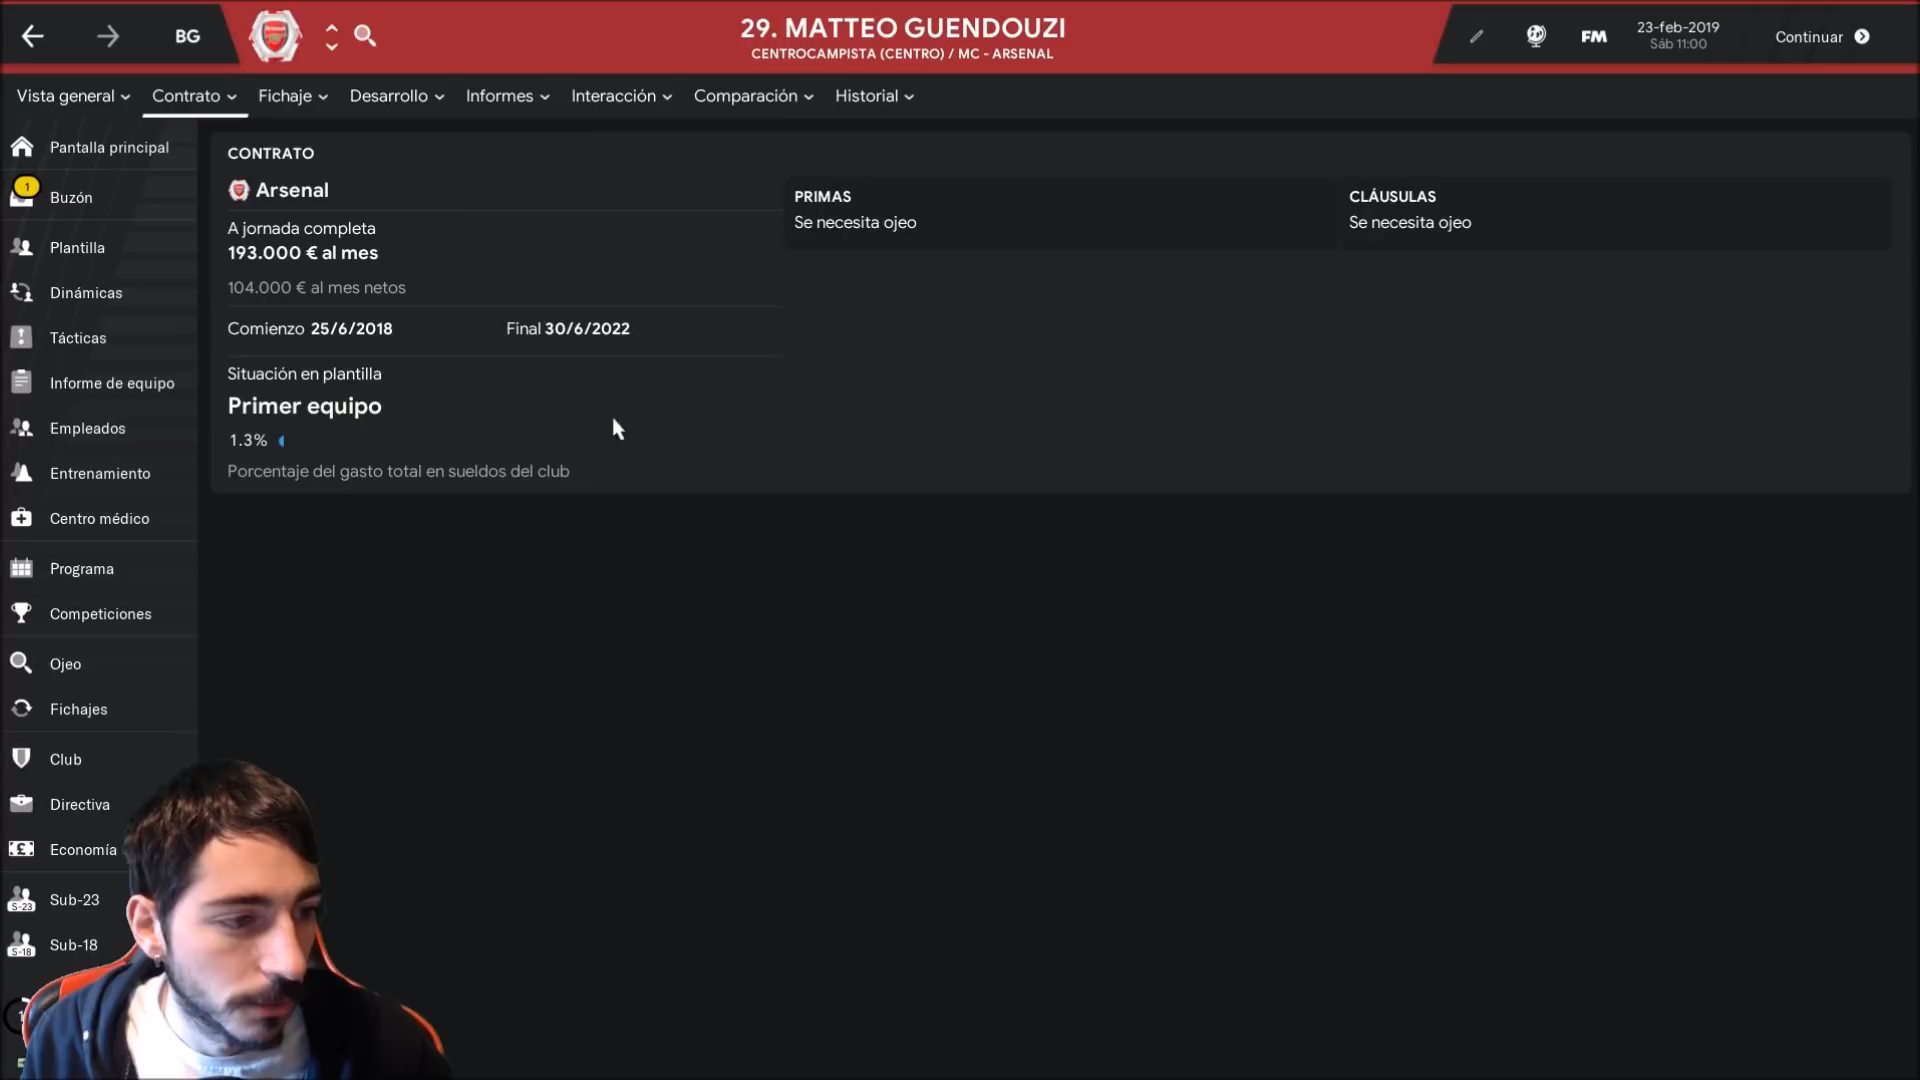 BG
29. MATTEO GUENDOUZI
CENTROCAMPISTA (CENTRO) / MC - ARSENAL
FM
23-feb-2019
Sáb 11:00
Continuar
Vista general
Contrato
Fichaje
Desarrollo
Informes
Interacción
Comparación
Historial
Pantalla principal
1
Buzón
Plantilla
Dinámicas
Tácticas
Informe de equipo
Empleados
Entrenamiento
Centro médico
Programa
Competiciones
Ojeo
Fichajes
Club
Directiva
Economía
S-23
Sub-23
S-18
Sub-18
CONTRATO
Arsenal
A jornada completa
193.000 € al mes
104.000 € al mes netos
Comienzo 25/6/2018
Final 30/6/2022
Situación en plantilla
Primer equipo
1.3%
Porcentaje del gasto total en sueldos del club
PRIMAS
Se necesita ojeo
CLÁUSULAS
Se necesita ojeo